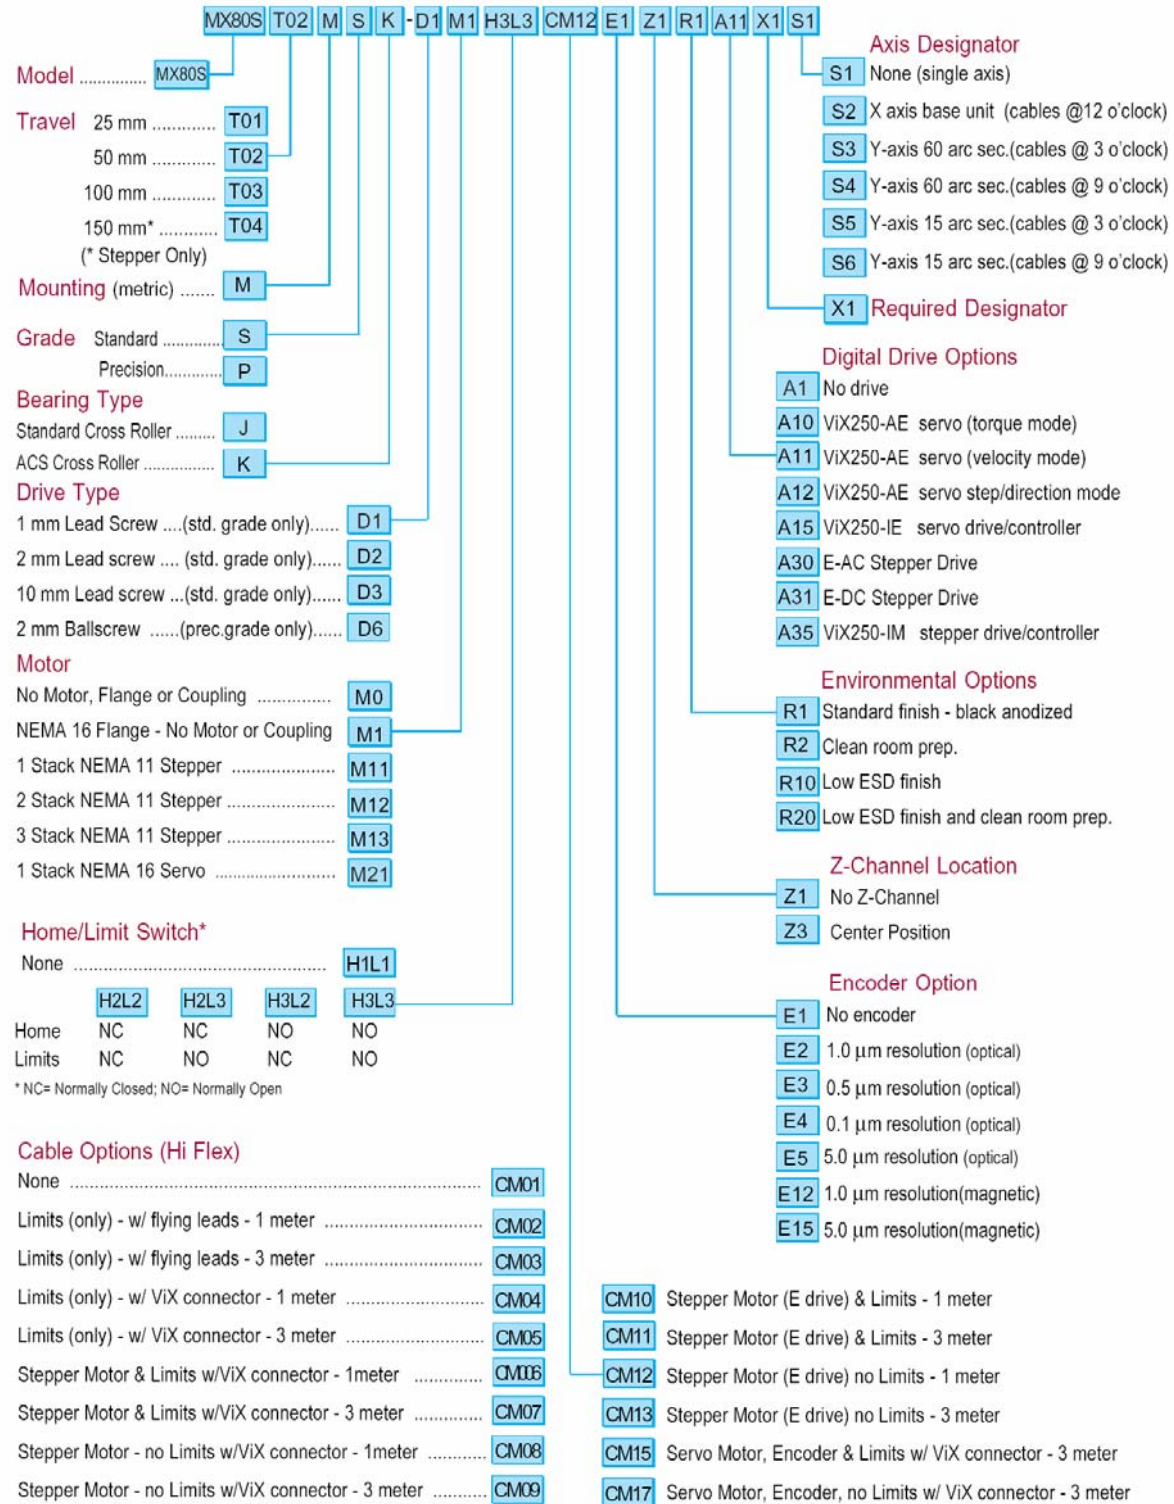 MX80S T02 M S K -D1 M1 H3L3 CM12 E1 Z1 R1 A11 X1 S1
Model .............. MX80S
Travel 25 mm ............. T01
50 mm ............. T02
100 mm ............. T03
150 mm* ............ T04
(* Stepper Only)
Mounting (metric) ....... M
Grade Standard ............. S
Precision............. P
Bearing Type
Standard Cross Roller ......... J
ACS Cross Roller ................ K
Drive Type
1 mm Lead Screw ....(std. grade only)...... D1
2 mm Lead screw .... (std. grade only)...... D2
10 mm Lead screw ...(std. grade only)...... D3
2 mm Ballscrew ......(prec.grade only)...... D6
Motor
No Motor, Flange or Coupling ............... M0
NEMA 16 Flange - No Motor or Coupling M1
1 Stack NEMA 11 Stepper ..................... M11
2 Stack NEMA 11 Stepper ...................... M12
3 Stack NEMA 11 Stepper ...................... M13
1 Stack NEMA 16 Servo ........................ M21
Home/Limit Switch*
None .................................................. H1L1
H2L2 H2L3 H3L2 H3L3
Home NC NC NO NO
Limits NC NO NC NO
* NC= Normally Closed; NO= Normally Open
Cable Options (Hi Flex)
None ................................................................................ CM01
Limits (only) - w/ flying leads - 1 meter ............................... CM02
Limits (only) - w/ flying leads - 3 meter ............................... CM03
Limits (only) - w/ ViX connector - 1 meter ........................... CM04
Limits (only) - w/ ViX connector - 3 meter ........................... CM05
Stepper Motor & Limits w/ViX connector - 1meter .............. CM06
Stepper Motor & Limits w/ViX connector - 3 meter .............. CM07
Stepper Motor - no Limits w/ViX connector - 1meter ............ CM08
Stepper Motor - no Limits w/ViX connector - 3 meter ........... CM09
CM10 Stepper Motor (E drive) & Limits - 1 meter
CM11 Stepper Motor (E drive) & Limits - 3 meter
CM12 Stepper Motor (E drive) no Limits - 1 meter
CM13 Stepper Motor (E drive) no Limits - 3 meter
CM15 Servo Motor, Encoder & Limits w/ ViX connector - 3 meter
CM17 Servo Motor, Encoder, no Limits w/ ViX connector - 3 meter
Axis Designator
S1 None (single axis)
S2 X axis base unit (cables @12 o'clock)
S3 Y-axis 60 arc sec.(cables @ 3 o'clock)
S4 Y-axis 60 arc sec.(cables @ 9 o'clock)
S5 Y-axis 15 arc sec.(cables @ 3 o'clock)
S6 Y-axis 15 arc sec.(cables @ 9 o'clock)
X1 Required Designator
Digital Drive Options
A1 No drive
A10 ViX250-AE servo (torque mode)
A11 ViX250-AE servo (velocity mode)
A12 ViX250-AE servo step/direction mode
A15 ViX250-IE servo drive/controller
A30 E-AC Stepper Drive
A31 E-DC Stepper Drive
A35 ViX250-IM stepper drive/controller
Environmental Options
R1 Standard finish - black anodized
R2 Clean room prep.
R10 Low ESD finish
R20 Low ESD finish and clean room prep.
Z-Channel Location
Z1 No Z-Channel
Z3 Center Position
Encoder Option
E1 No encoder
E2 1.0 µm resolution (optical)
E3 0.5 µm resolution (optical)
E4 0.1 µm resolution (optical)
E5 5.0 µm resolution (optical)
E12 1.0 µm resolution(magnetic)
E15 5.0 µm resolution(magnetic)